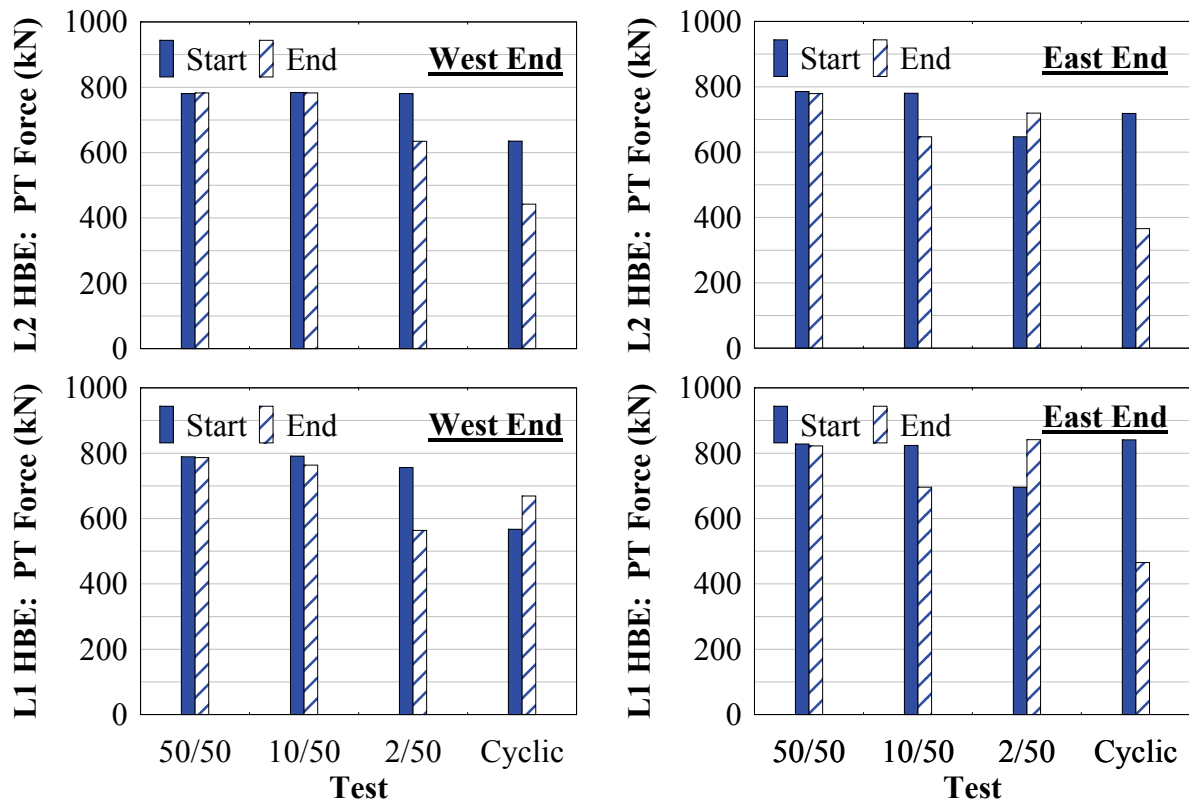 L2 HBE: PT Force (kN)
1000
800
600
400
200
0
Start End
West End
L2 HBE: PT Force (kN)
1000
800
600
400
200
0
Start End
East End
L1 HBE: PT Force (kN)
1000
800
600
400
200
0
Start End
West End
50/50 10/50 2/50 Cyclic
Test
L1 HBE: PT Force (kN)
1000
800
600
400
200
0
Start End
East End
50/50 10/50 2/50 Cyclic
Test